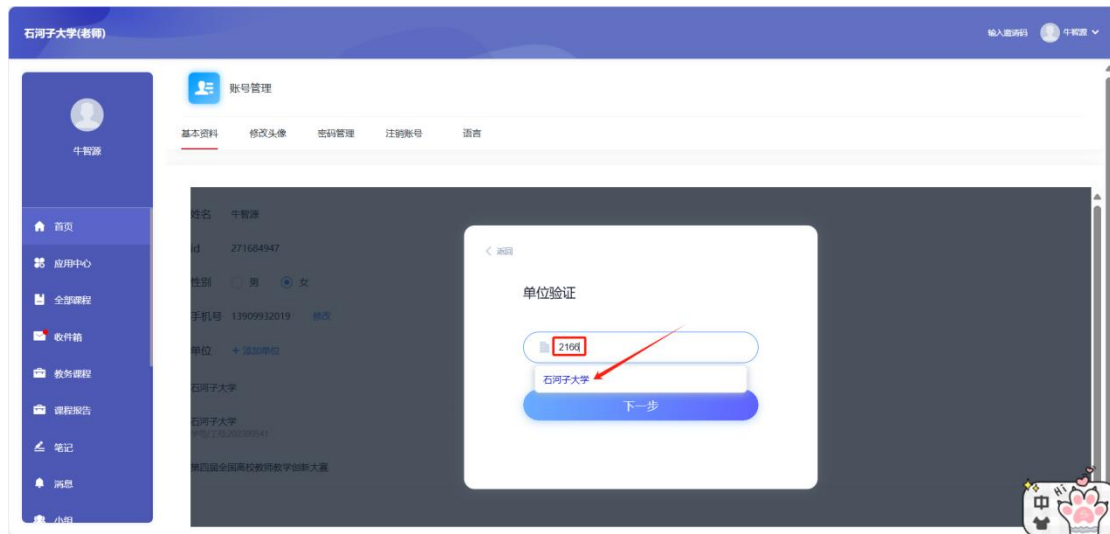 石河子大学(老师)
输入邀请码 牛智源
账号管理
基本资料 修改头像 密码管理 注销账号 语言
牛智源
首页
应用中心
全部课程
收件箱
教务课程
课程报告
笔记
消息
小组
姓名 牛智源
id 271684947
性别 男 女
手机号 13909932019 修改
单位 +添加单位
石河子大学
石河子大学
第四届全国高校教师教学创新大赛
返回
单位验证
2166
石河子大学
下一步
Hi
中